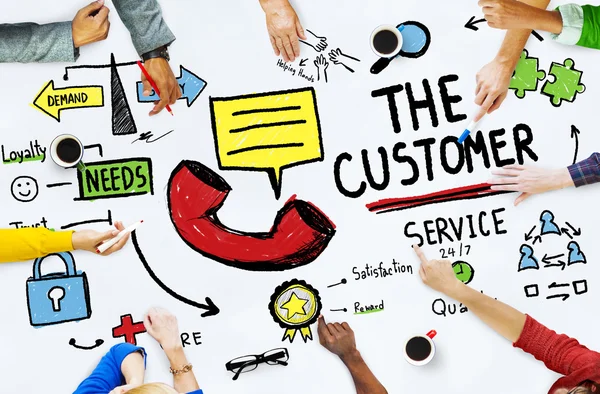 Helping Hands
THE
CUSTOMER
DEMAND
Loyalty
NEEDS
SERVICE
24/7
Satisfaction
Reward